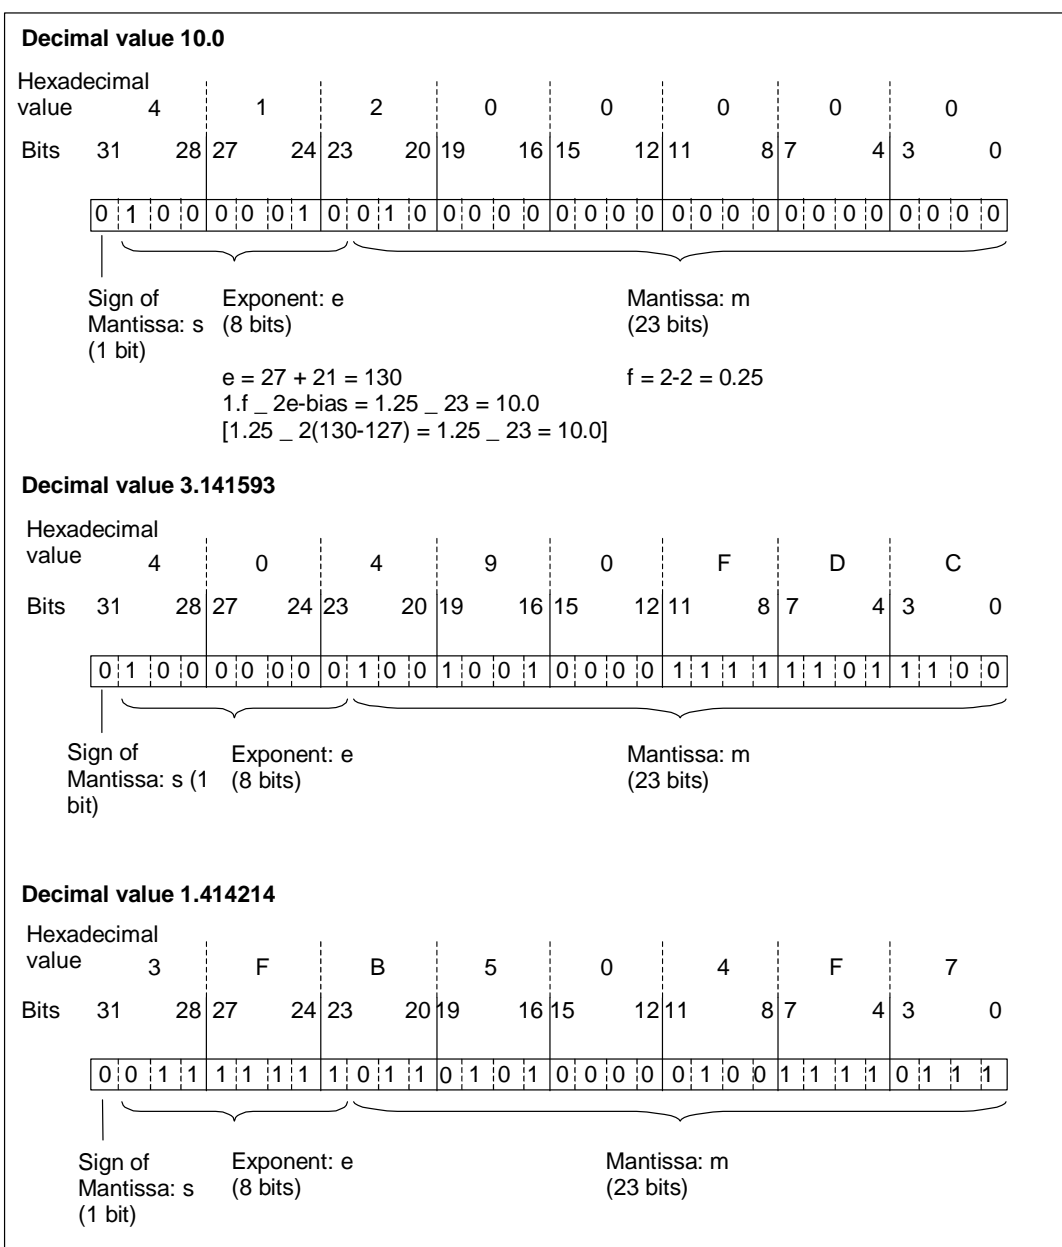 Decimal value 10.0
Hexadecimal
value 4 1 2 0 0 0 0 0
Bits 31 28 27 24 23 20 19 16 15 12 11 8 7 4 3 0
0 1 0 0 0 0 0 1 0 0 1 0 0 0 0 0 0 0 0 0 0 0 0 0 0 0 0 0 0 0 0 0
Sign of Exponent: e Mantissa: m
Mantissa: s (8 bits) (23 bits)
(1 bit)
e = 27 + 21 = 130 f = 2-2 = 0.25
1.f _ 2e-bias = 1.25 _ 23 = 10.0
[1.25 _ 2(130-127) = 1.25 _ 23 = 10.0]
Decimal value 3.141593
Hexadecimal
value 4 0 4 9 0 F D C
Bits 31 28 27 24 23 20 19 16 15 12 11 8 7 4 3 0
0 1 0 0 0 0 0 0 0 1 0 0 1 0 0 1 0 0 0 0 1 1 1 1 1 1 0 1 1 1 0 0
Sign of Exponent: e Mantissa: m
Mantissa: s (1 (8 bits) (23 bits)
bit)
Decimal value 1.414214
Hexadecimal
value 3 F B 5 0 4 F 7
Bits 31 28 27 24 23 20 19 16 15 12 11 8 7 4 3 0
0 0 1 1 1 1 1 1 1 0 1 1 0 1 0 1 0 0 0 0 0 1 0 0 1 1 1 1 0 1 1 1
Sign of Exponent: e Mantissa: m
Mantissa: s (8 bits) (23 bits)
(1 bit)